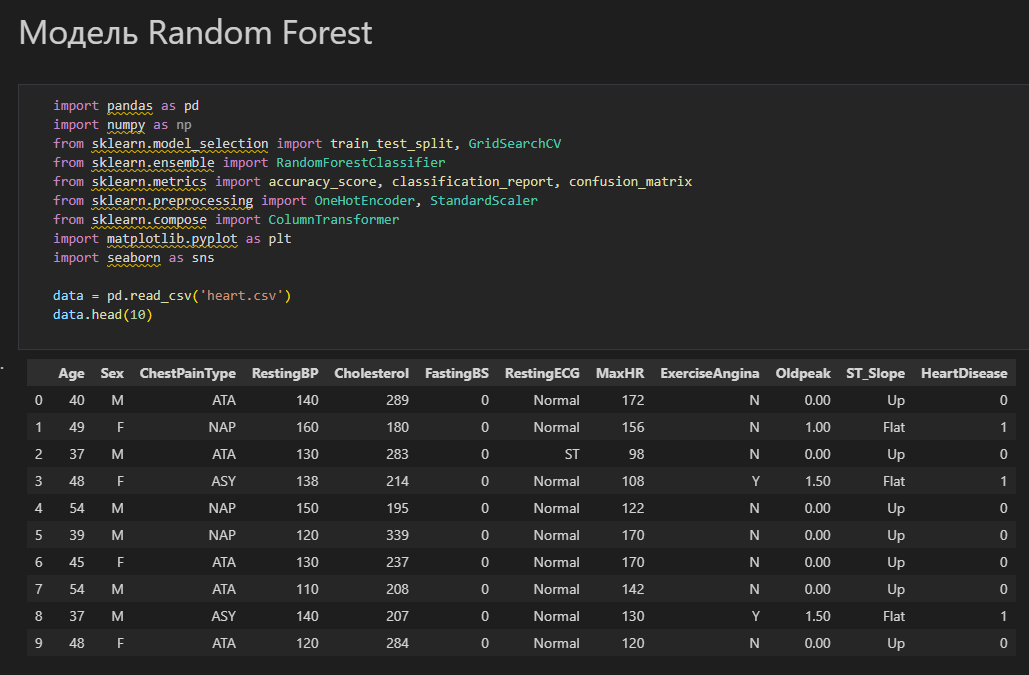 Модель Random Forest
import pandas as pd
import numpy as np
from sklearn.model_selection import train_test_split, GridSearchCV
from sklearn.ensemble import RandomForestClassifier
from sklearn.metrics import accuracy_score, classification_report, confusion_matrix
from sklearn.preprocessing import OneHotEncoder, StandardScaler
from sklearn.compose import ColumnTransformer
import matplotlib.pyplot as plt
import seaborn as sns
data = pd.read_csv('heart.csv')
data.head(10)
Age Sex ChestPainType RestingBP Cholesterol FastingBS RestingECG MaxHR ExerciseAngina Oldpeak ST_Slope HeartDisease
0 40 M ATA 140 289 0 Normal 172 N 0.00 Up 0
1 49 F NAP 160 180 0 Normal 156 N 1.00 Flat 1
2 37 M ATA 130 283 0 ST 98 N 0.00 Up 0
3 48 F ASY 138 214 0 Normal 108 Y 1.50 Flat 1
4 54 M NAP 150 195 0 Normal 122 N 0.00 Up 0
5 39 M NAP 120 339 0 Normal 170 N 0.00 Up 0
6 45 F ATA 130 237 0 Normal 170 N 0.00 Up 0
7 54 M ATA 110 208 0 Normal 142 N 0.00 Up 0
8 37 M ASY 140 207 0 Normal 130 Y 1.50 Flat 1
9 48 F ATA 120 284 0 Normal 120 N 0.00 Up 0